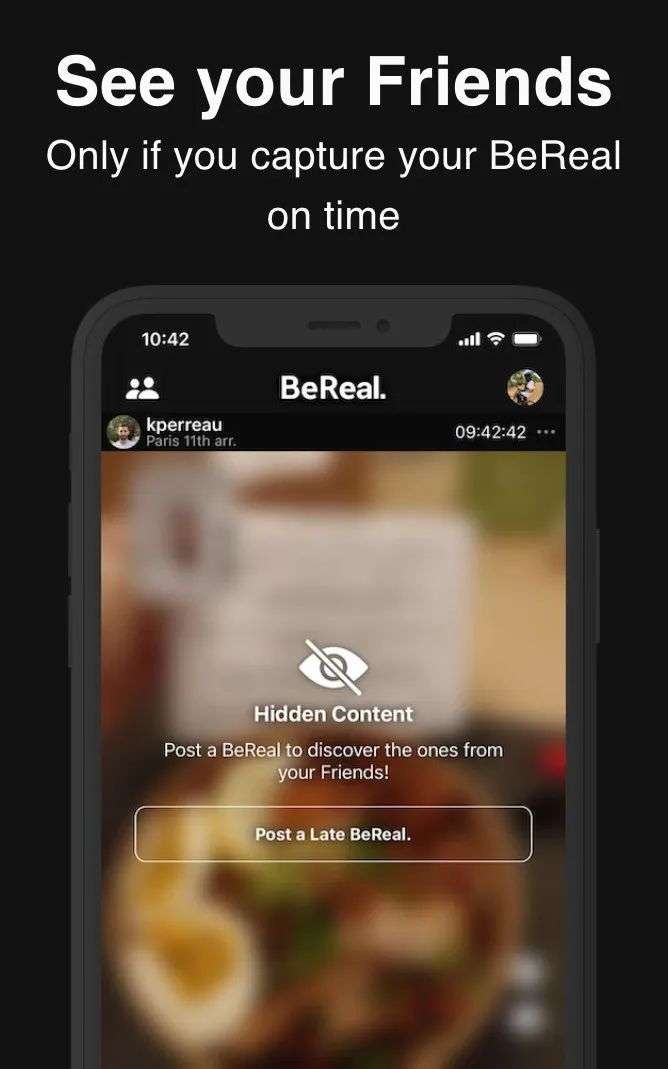 See your Friends
Only if you capture your BeReal
on time
10:42
BeReal.
kperreau
Paris 11th arr.
09:42:42
Hidden Content
Post a BeReal to discover the ones from
your Friends!
Post a Late BeReal.